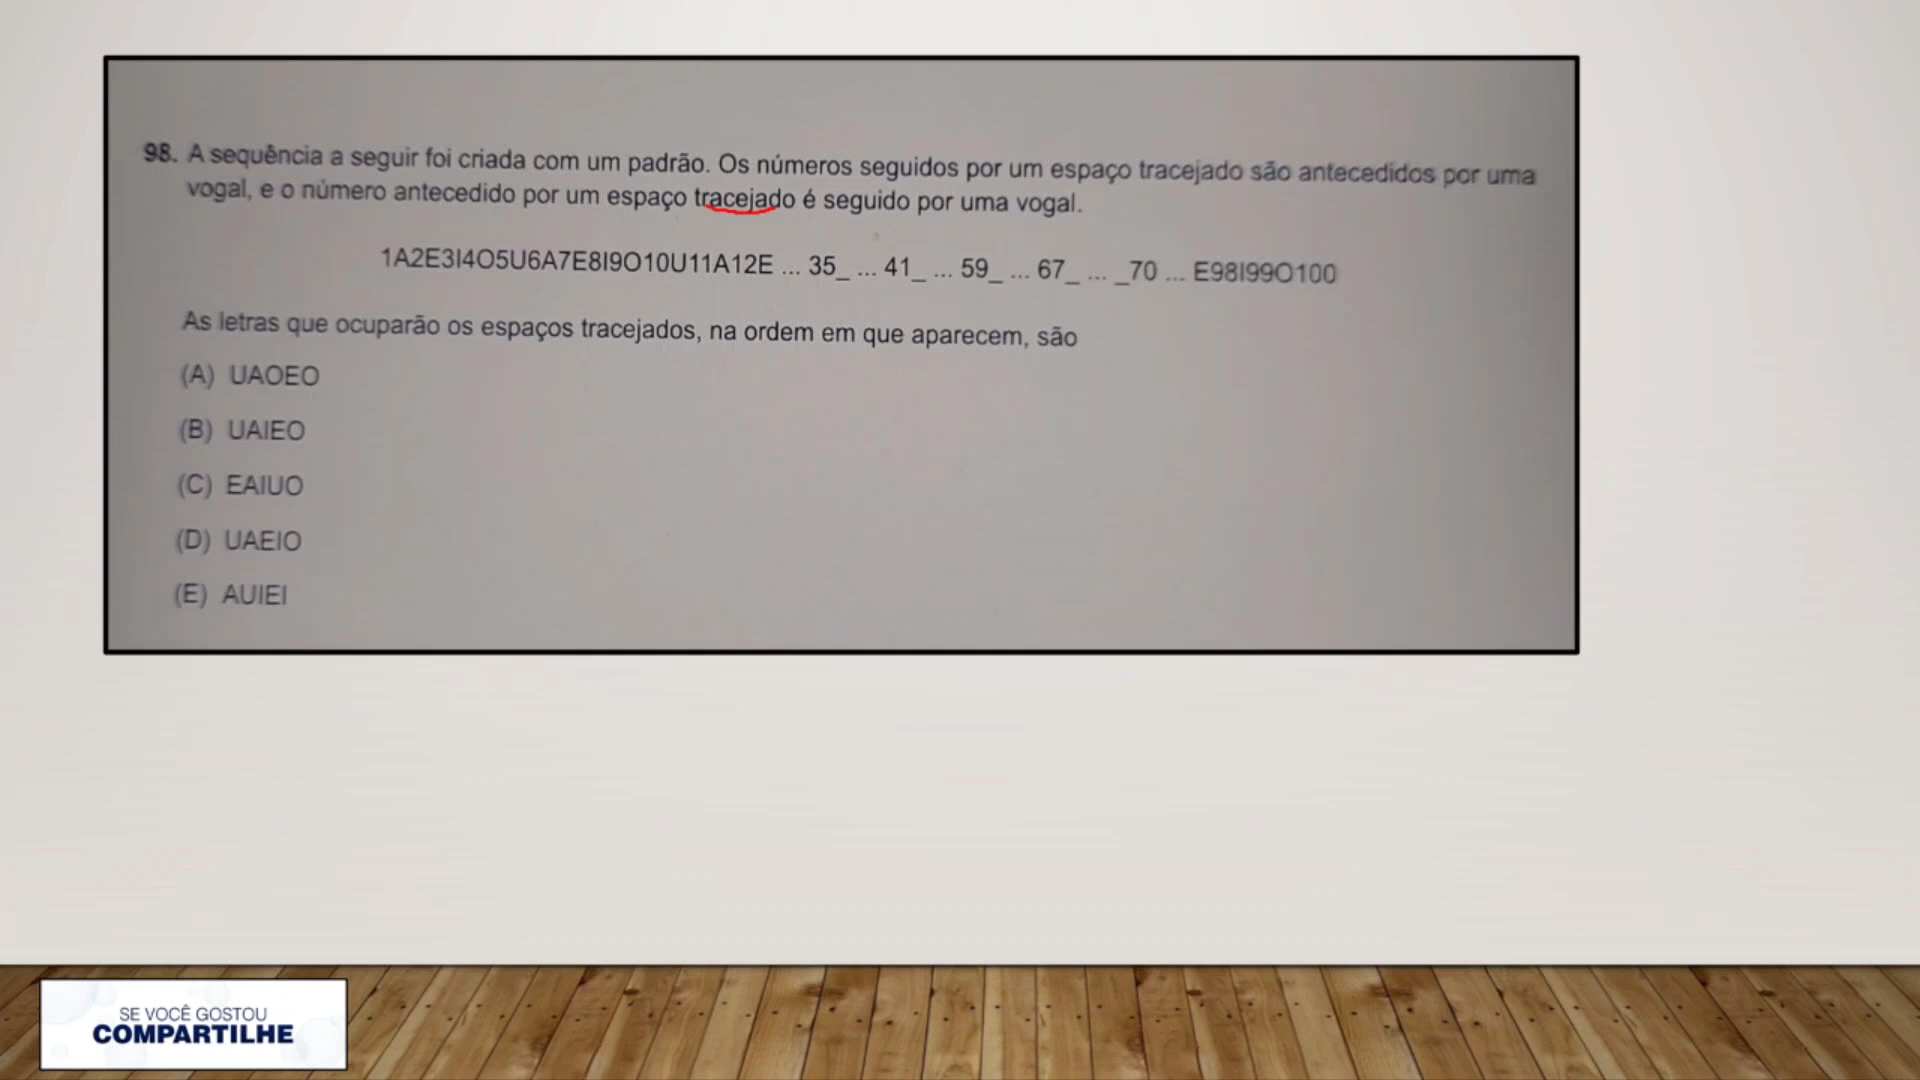 98. A sequência a seguir foi criada com um padrão. Os números seguidos por um espaço tracejado são antecedidos por uma
vogal, e o número antecedido por um espaço tracejado é seguido por uma vogal.
1A2E3I4O5U6A7E8I9O10U11A12E ... 35_ ... 41_ ... 59_ ... 67_ ... _70 ... E98I99O100
As letras que ocuparão os espaços tracejados, na ordem em que aparecem, são
(A) UAOEO
(B) UAIEO
(C) EAIUO
(D) UAEIO
(E) AUIEI
SE VOCÊ GOSTOU
COMPARTILHE